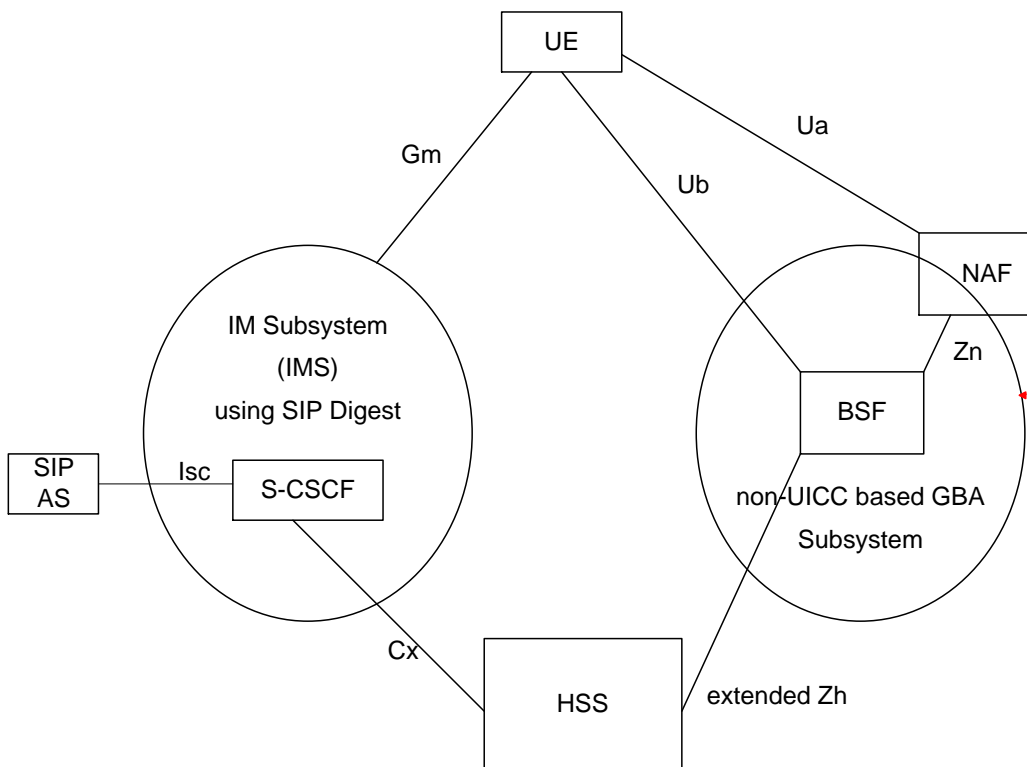 UE
Ua
Gm
Ub
NAF
IM Subsystem
(IMS)
using SIP Digest
Zn
BSF
SIP
AS
Isc
S-CSCF
non-UICC based GBA
Subsystem
Cx
HSS
extended Zh